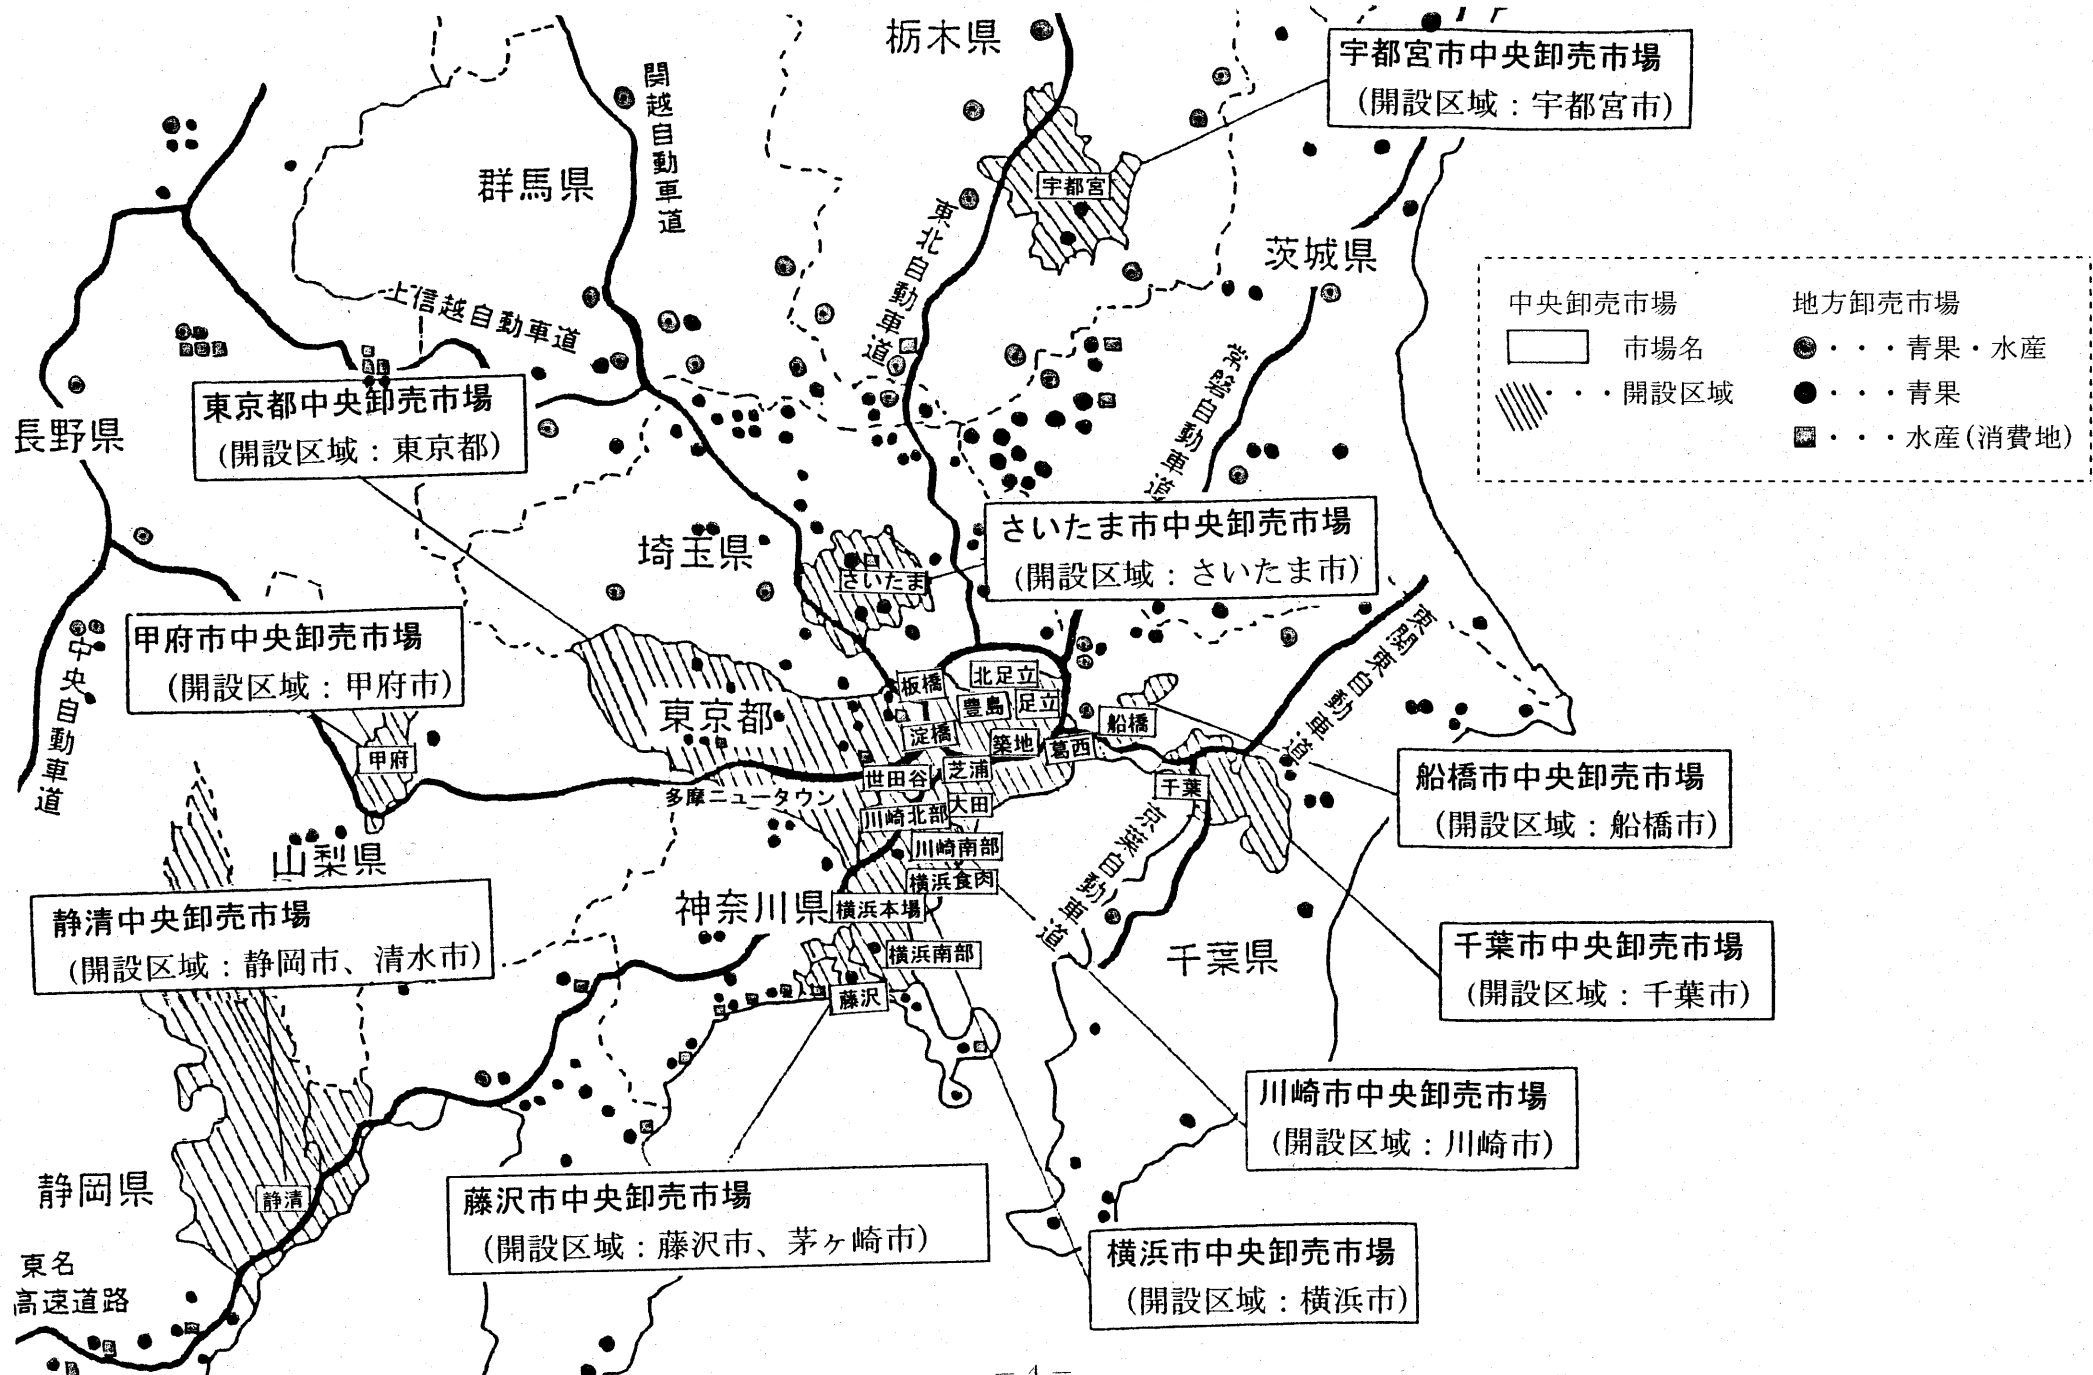 栃木県
宇都宮市中央卸売市場
(開設区域：宇都宮市)
関越自動車道
群馬県
宇都宮
東北自動車道
茨城県
上信越自動車道
中央卸売市場
市場名
・・・開設区域
地方卸売市場
・・・青果・水産
・・・青果
・・・水産(消費地)
常磐自動車道
長野県
東京都中央卸売市場
(開設区域：東京都)
埼玉県
さいたま市中央卸売市場
(開設区域：さいたま市)
さいたま
甲府市中央卸売市場
(開設区域：甲府市)
中央自動車道
甲府
東関東自動車道
東京都
板橋
北足立
豊島
足立
淀橋
築地
葛西
船橋
世田谷
芝浦
大田
千葉
多摩ニュータウン
川崎北部
川崎南部
横浜食肉
横浜本場
横浜南部
藤沢
京葉自動車道
船橋市中央卸売市場
(開設区域：船橋市)
山梨県
神奈川県
千葉県
静清中央卸売市場
(開設区域：静岡市、清水市)
千葉市中央卸売市場
(開設区域：千葉市)
川崎市中央卸売市場
(開設区域：川崎市)
静岡県
静清
藤沢市中央卸売市場
(開設区域：藤沢市、茅ヶ崎市)
横浜市中央卸売市場
(開設区域：横浜市)
東名
高速道路